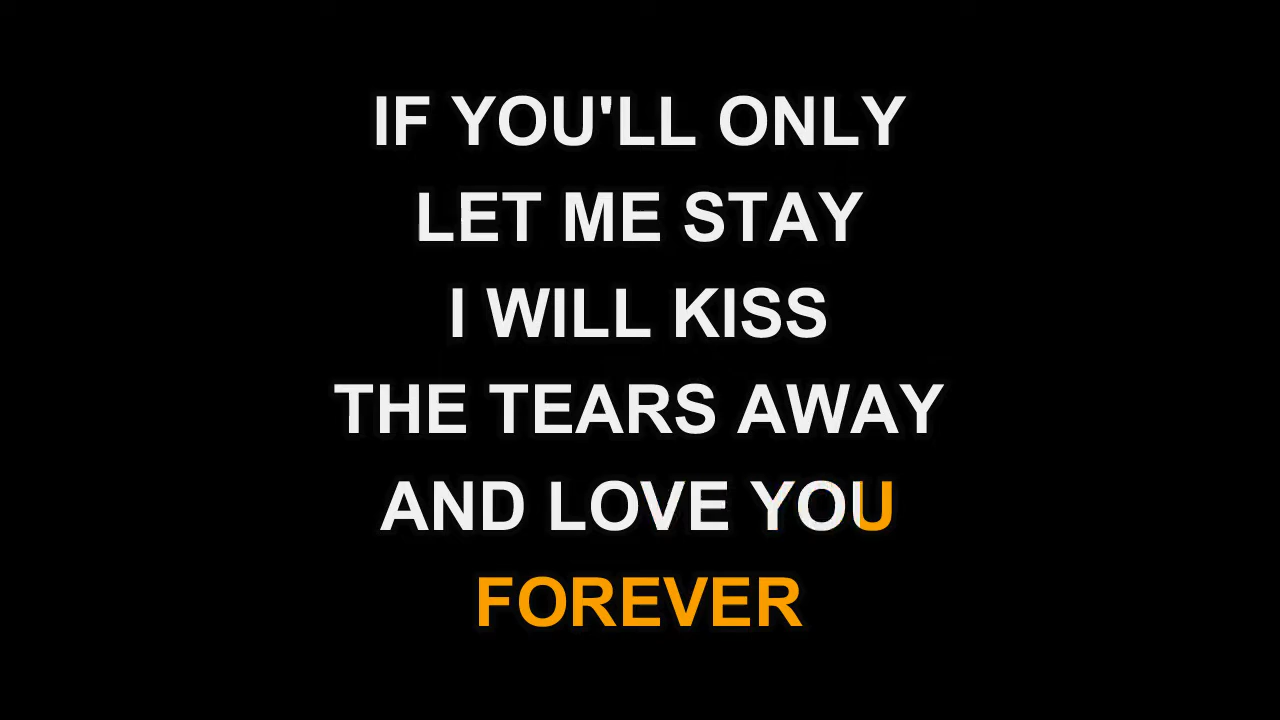 IF YOU'LL ONLY
LET ME STAY
I WILL KISS
THE TEARS AWAY
AND LOVE YOU
FOREVER